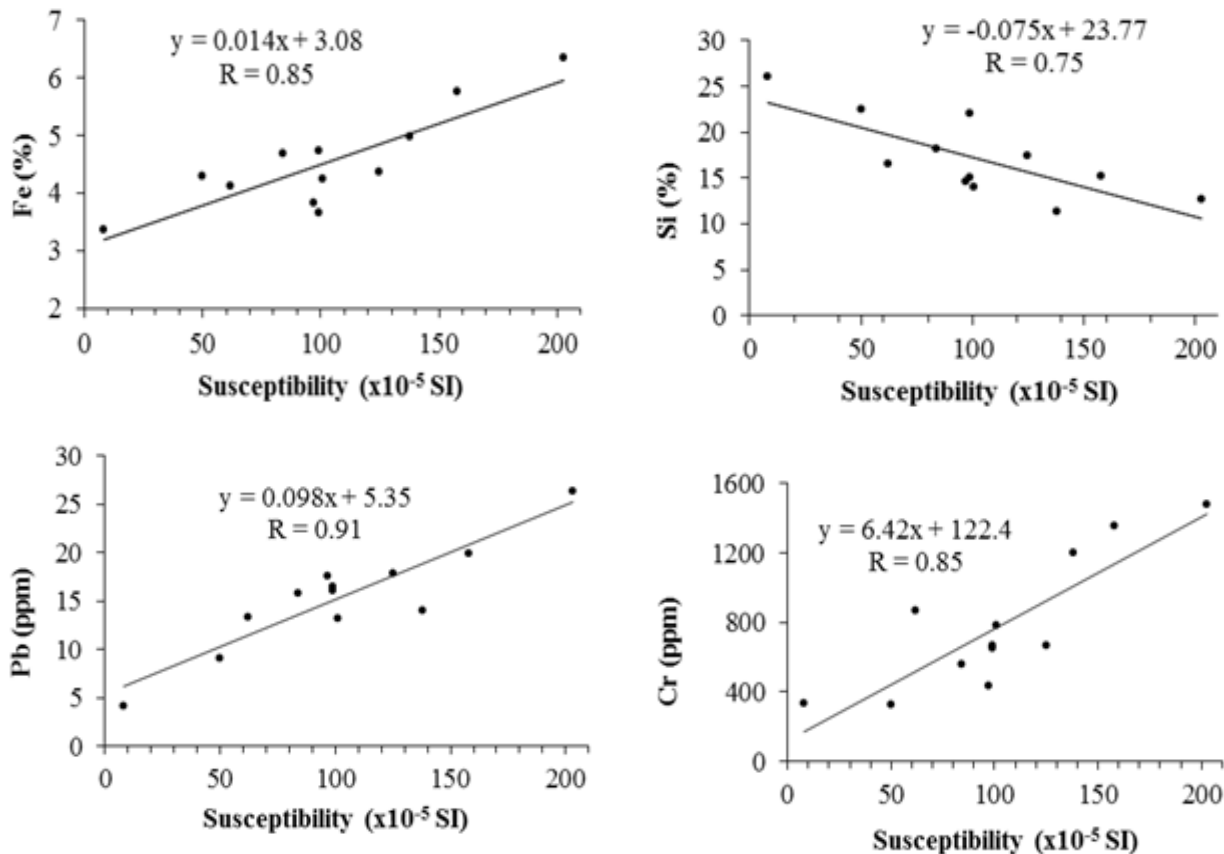 y = 0.014x + 3.08
R = 0.85
Fe (%)
7
6
5
4
3
2
0 50 100 150 200
Susceptibility (x10⁻⁵ SI)
y = -0.075x + 23.77
R = 0.75
Si (%)
30
25
20
15
10
5
0
0 50 100 150 200
Susceptibility (x10⁻⁵ SI)
y = 0.098x + 5.35
R = 0.91
Pb (ppm)
30
25
20
15
10
5
0
0 50 100 150 200
Susceptibility (x10⁻⁵ SI)
y = 6.42x + 122.4
R = 0.85
Cr (ppm)
1600
1200
800
400
0
0 50 100 150 200
Susceptibility (x10⁻⁵ SI)